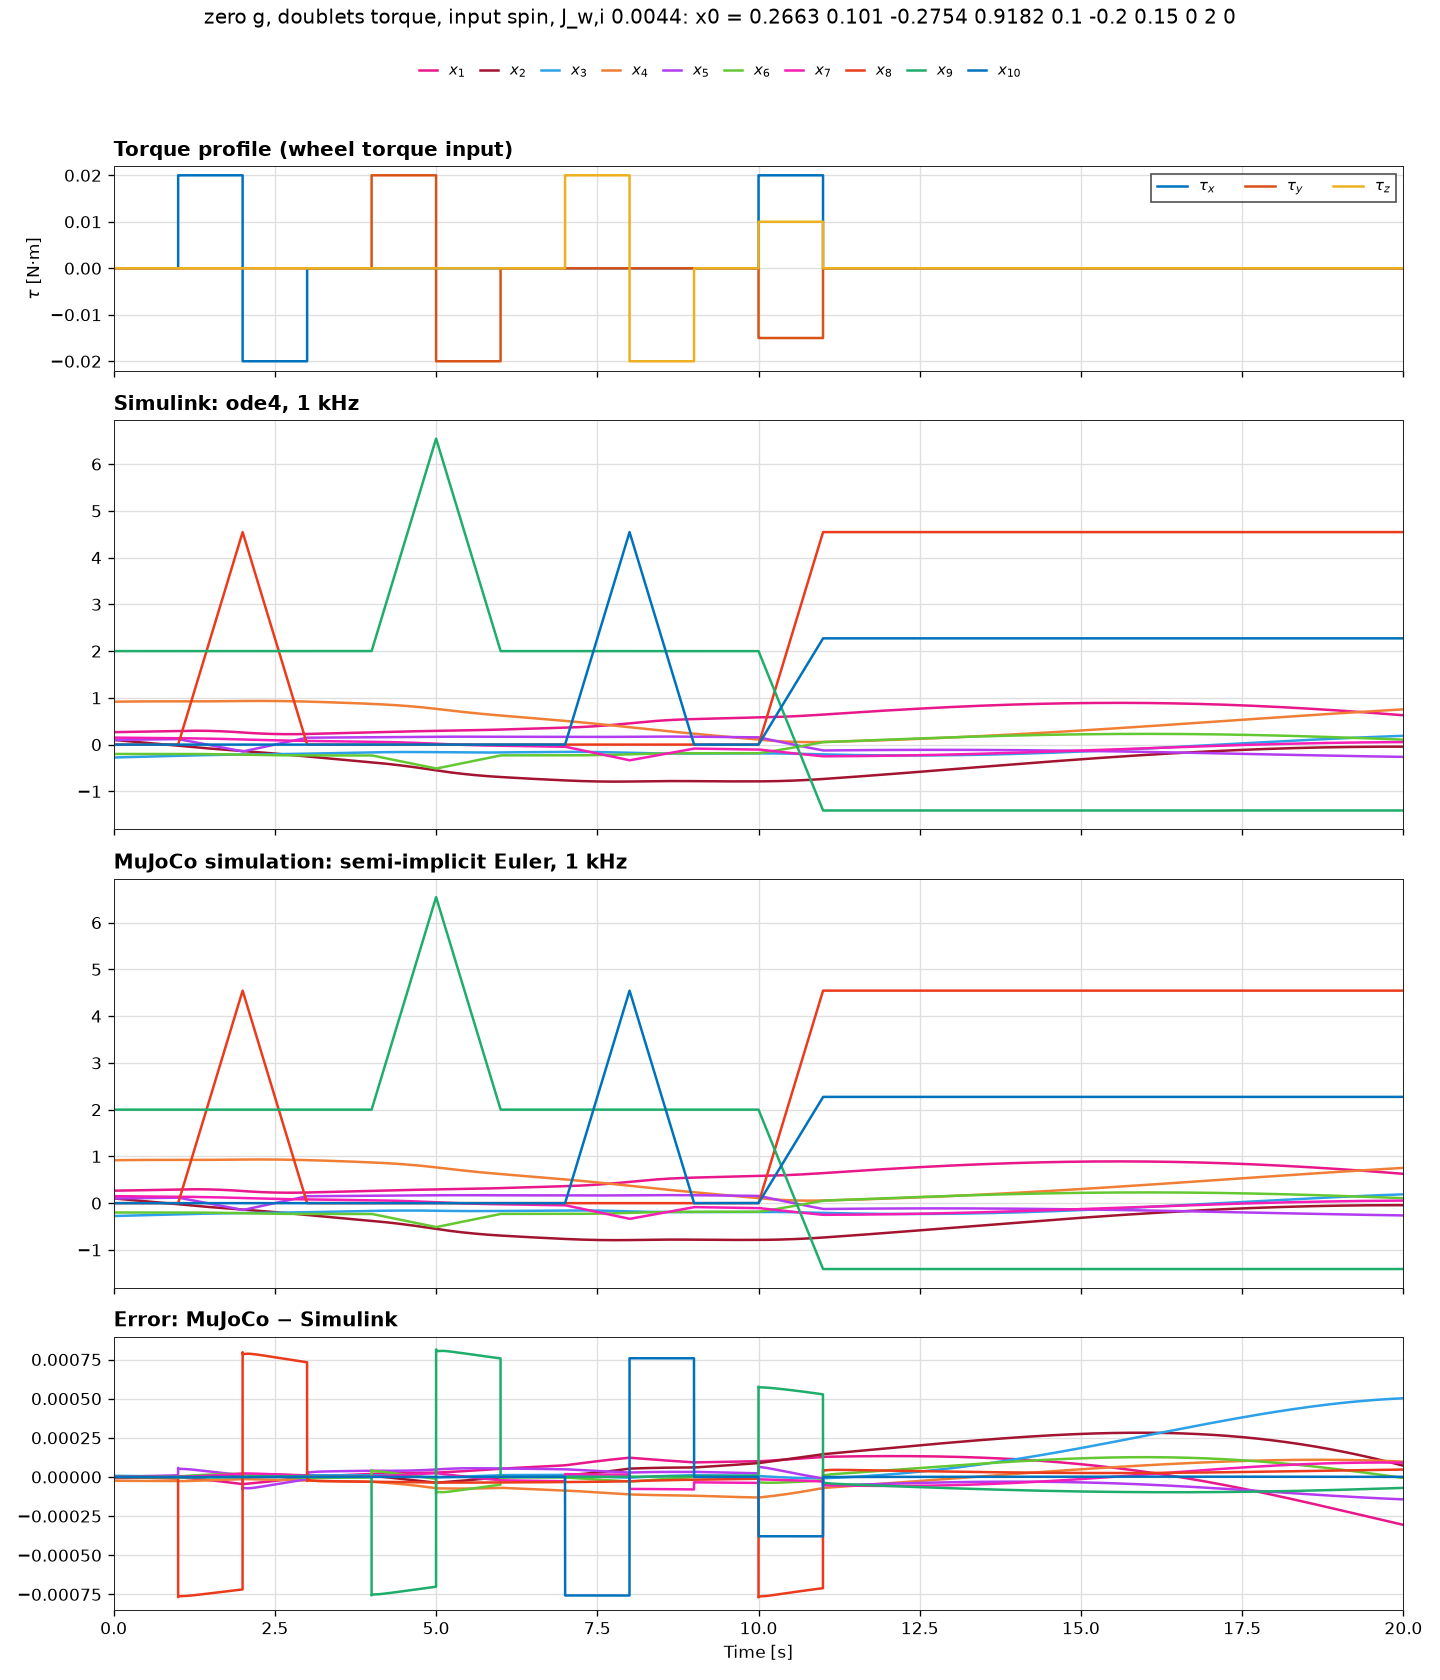 zero g, doublets torque, input spin, J_w,i 0.0044: x0 = 0.2663 0.101 -0.2754 0.9182 0.1 -0.2 0.15 0 2 0
x₁ x₂ x₃ x₄ x₅ x₆ x₇ x₈ x₉ x₁₀
Torque profile (wheel torque input)
τ [N·m]
0.02
0.01
0.00
−0.01
−0.02
τₓ τ_y τ_z
Simulink: ode4, 1 kHz
6
5
4
3
2
1
0
−1
MuJoCo simulation: semi-implicit Euler, 1 kHz
6
5
4
3
2
1
0
−1
Error: MuJoCo − Simulink
0.00075
0.00050
0.00025
0.00000
−0.00025
−0.00050
−0.00075
0.0 2.5 5.0 7.5 10.0 12.5 15.0 17.5 20.0
Time [s]